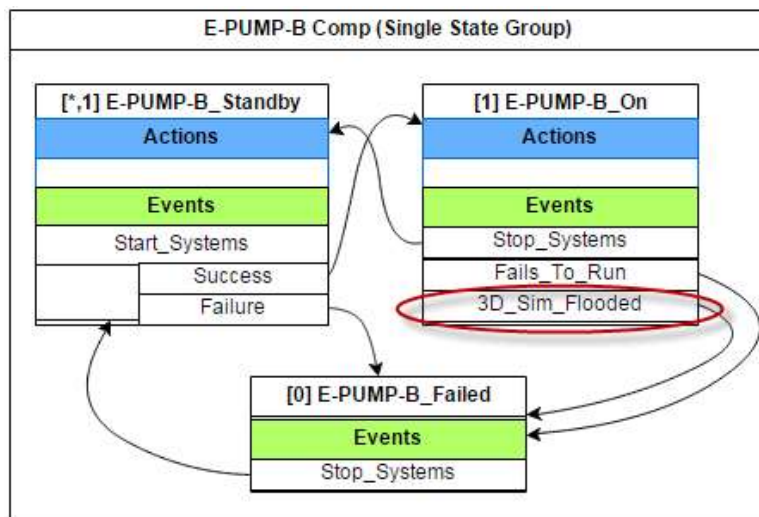 E-PUMP-B Comp (Single State Group)
[*,1] E-PUMP-B_Standby
Actions
Events
Start_Systems
Success
Failure
[1] E-PUMP-B_On
Actions
Events
Stop_Systems
Fails_To_Run
3D_Sim_Flooded
[0] E-PUMP-B_Failed
Events
Stop_Systems